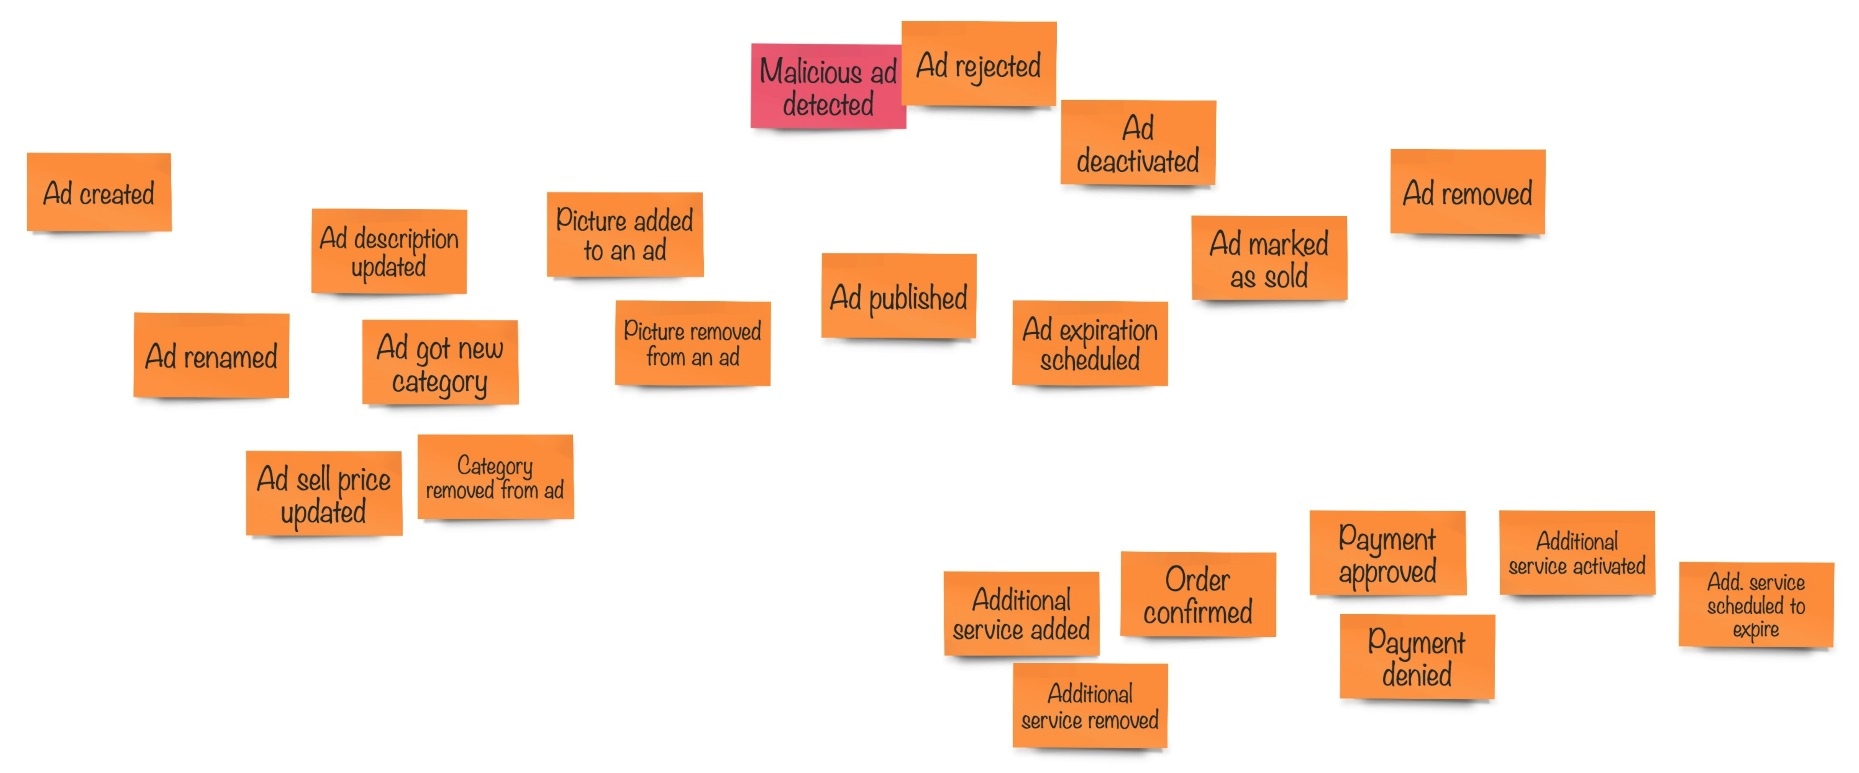 Malicious ad
detected
Ad rejected
Ad
deactivated
Ad created
Ad removed
Ad description
updated
Picture added
to an ad
Ad marked
as sold
Ad published
Ad renamed
Ad got new
category
Picture removed
from an ad
Ad expiration
scheduled
Ad sell price
updated
Category
removed from ad
Additional
service added
Order
confirmed
Payment
approved
Additional
service activated
Add. service
scheduled to
expire
Payment
denied
Additional
service removed